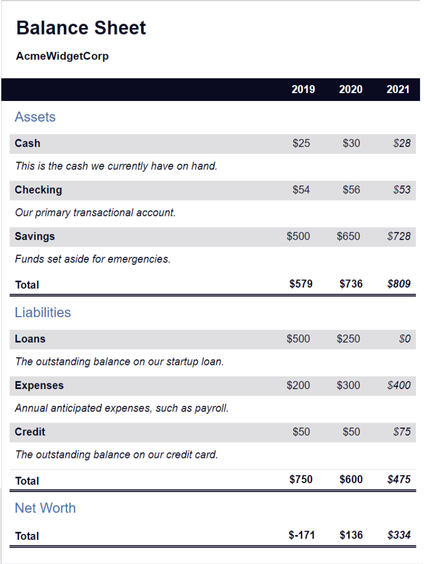 Balance Sheet
AcmeWidgetCorp
2019 2020 2021
Assets
Cash $25 $30 $28
This is the cash we currently have on hand.
Checking $54 $56 $53
Our primary transactional account.
Savings $500 $650 $728
Funds set aside for emergencies.
Total $579 $736 $809
Liabilities
Loans $500 $250 $0
The outstanding balance on our startup loan.
Expenses $200 $300 $400
Annual anticipated expenses, such as payroll.
Credit $50 $50 $75
The outstanding balance on our credit card.
Total $750 $600 $475
Net Worth
Total $-171 $136 $334